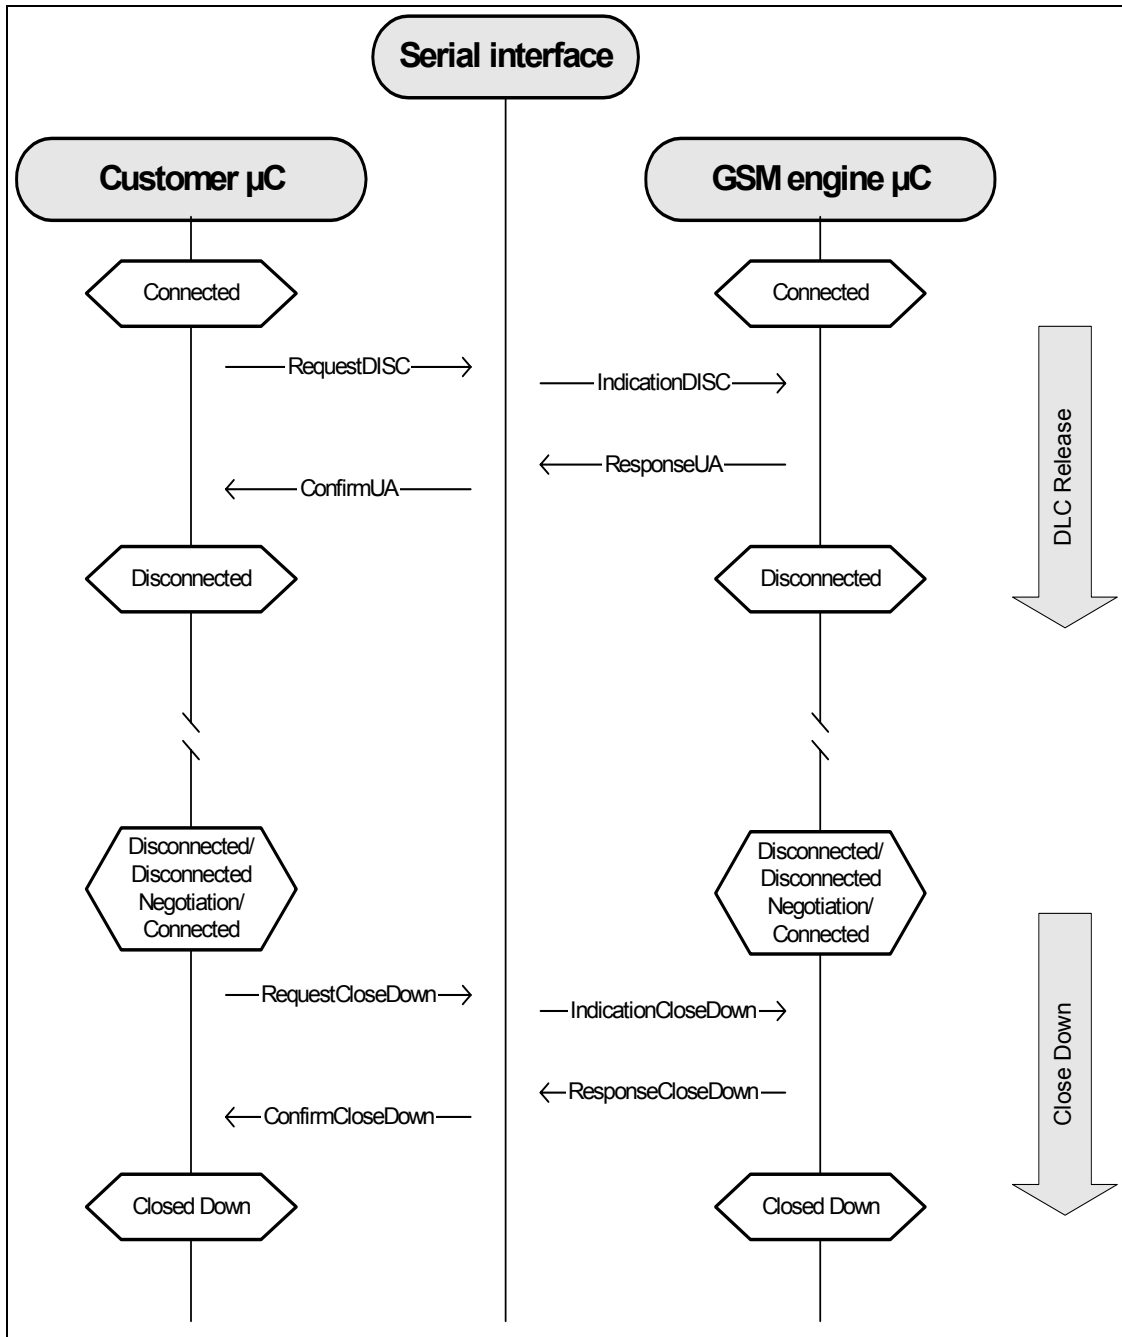 Serial interface
Customer µC
GSM engine µC
Connected
Connected
RequestDISC
IndicationDISC
ResponseUA
ConfirmUA
DLC Release
Disconnected
Disconnected
Disconnected/
Disconnected
Negotiation/
Connected
Disconnected/
Disconnected
Negotiation/
Connected
RequestCloseDown
IndicationCloseDown
ResponseCloseDown
ConfirmCloseDown
Close Down
Closed Down
Closed Down